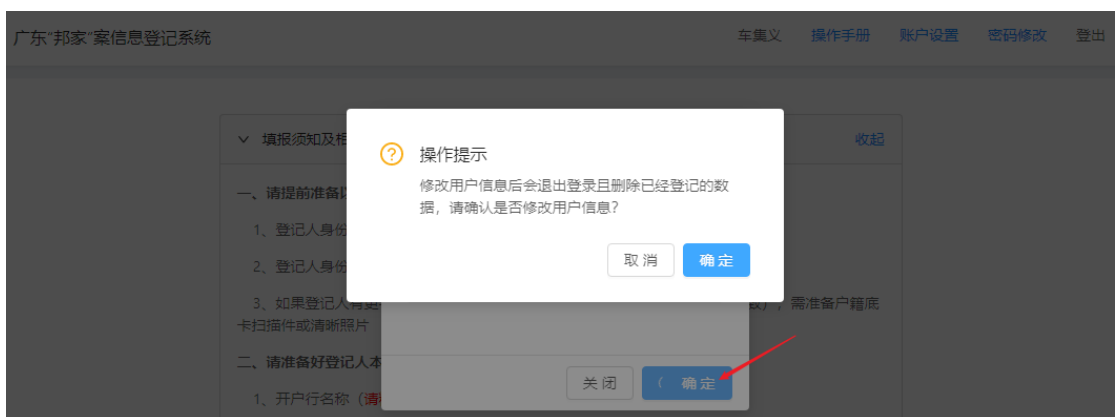 广东“邦家”案信息登记系统
车集义 操作手册 账户设置 密码修改 登出
填报须知及相
收起
操作提示
修改用户信息后会退出登录且删除已经登记的数
据，请确认是否修改用户信息？
取消 确定
一、请提前准备以
1、登记人身份
2、登记人身份
3、如果登记人有更
，需准备户籍底
卡扫描件或清晰照片
二、请准备好登记人本
1、开户行名称（请
关闭 确定